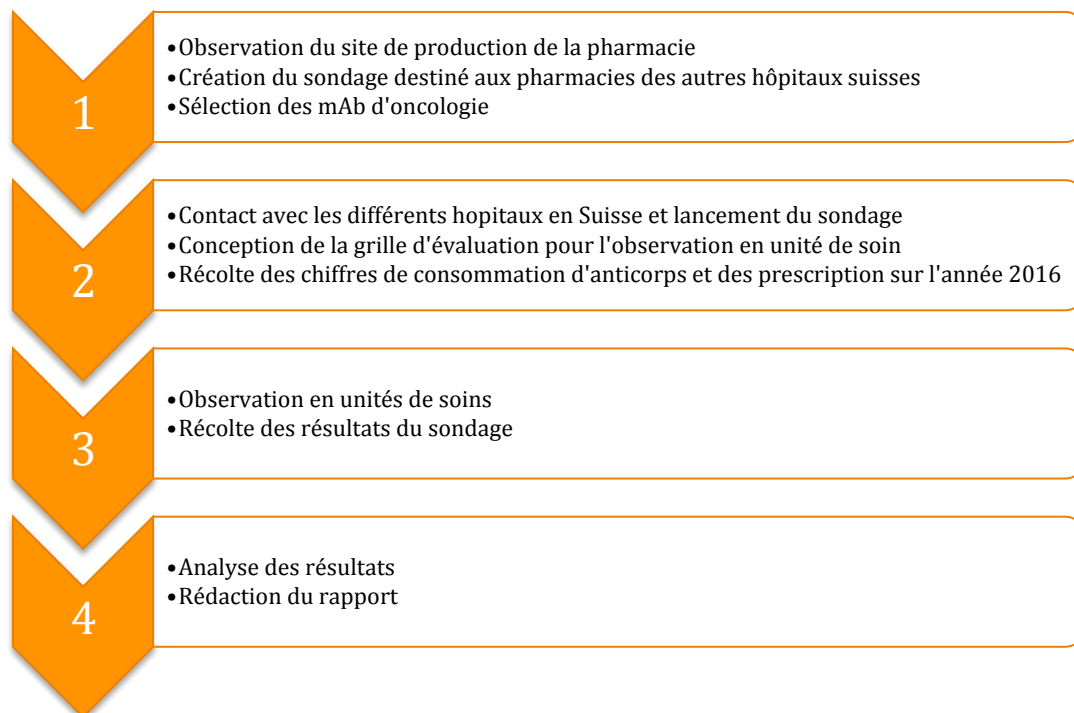 1
•Observation du site de production de la pharmacie
•Création du sondage destiné aux pharmacies des autres hôpitaux suisses
•Sélection des mAb d'oncologie
2
•Contact avec les différents hopitaux en Suisse et lancement du sondage
•Conception de la grille d'évaluation pour l'observation en unité de soin
•Récolte des chiffres de consommation d'anticorps et des prescription sur l'année 2016
3
•Observation en unités de soins
•Récolte des résultats du sondage
4
•Analyse des résultats
•Rédaction du rapport